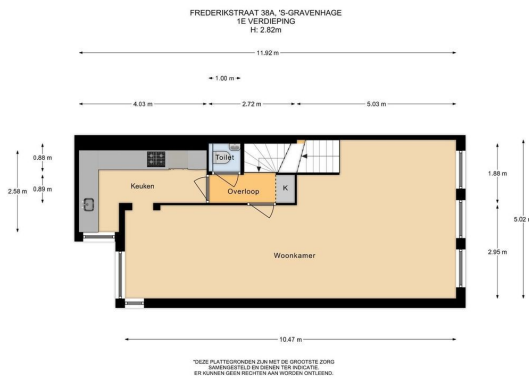 FREDERIKSTRAAT 38A, 'S-GRAVENHAGE
1E VERDIEPING
H: 2.82m
11.92 m
1.00 m
4.03 m
2.72 m
5.03 m
0.88 m
2.58 m
0.89 m
Toilet
Keuken
Overloop
K
1.88 m
5.02 m
2.95 m
Woonkamer
10.47 m
*DEZE PLATTEGRONDEN ZIJN MET DE GROOTSTE ZORG
SAMENGESTELD EN DIENEN TER INDICATIE.
ER KUNNEN GEEN RECHTEN AAN WORDEN ONTLEEND.